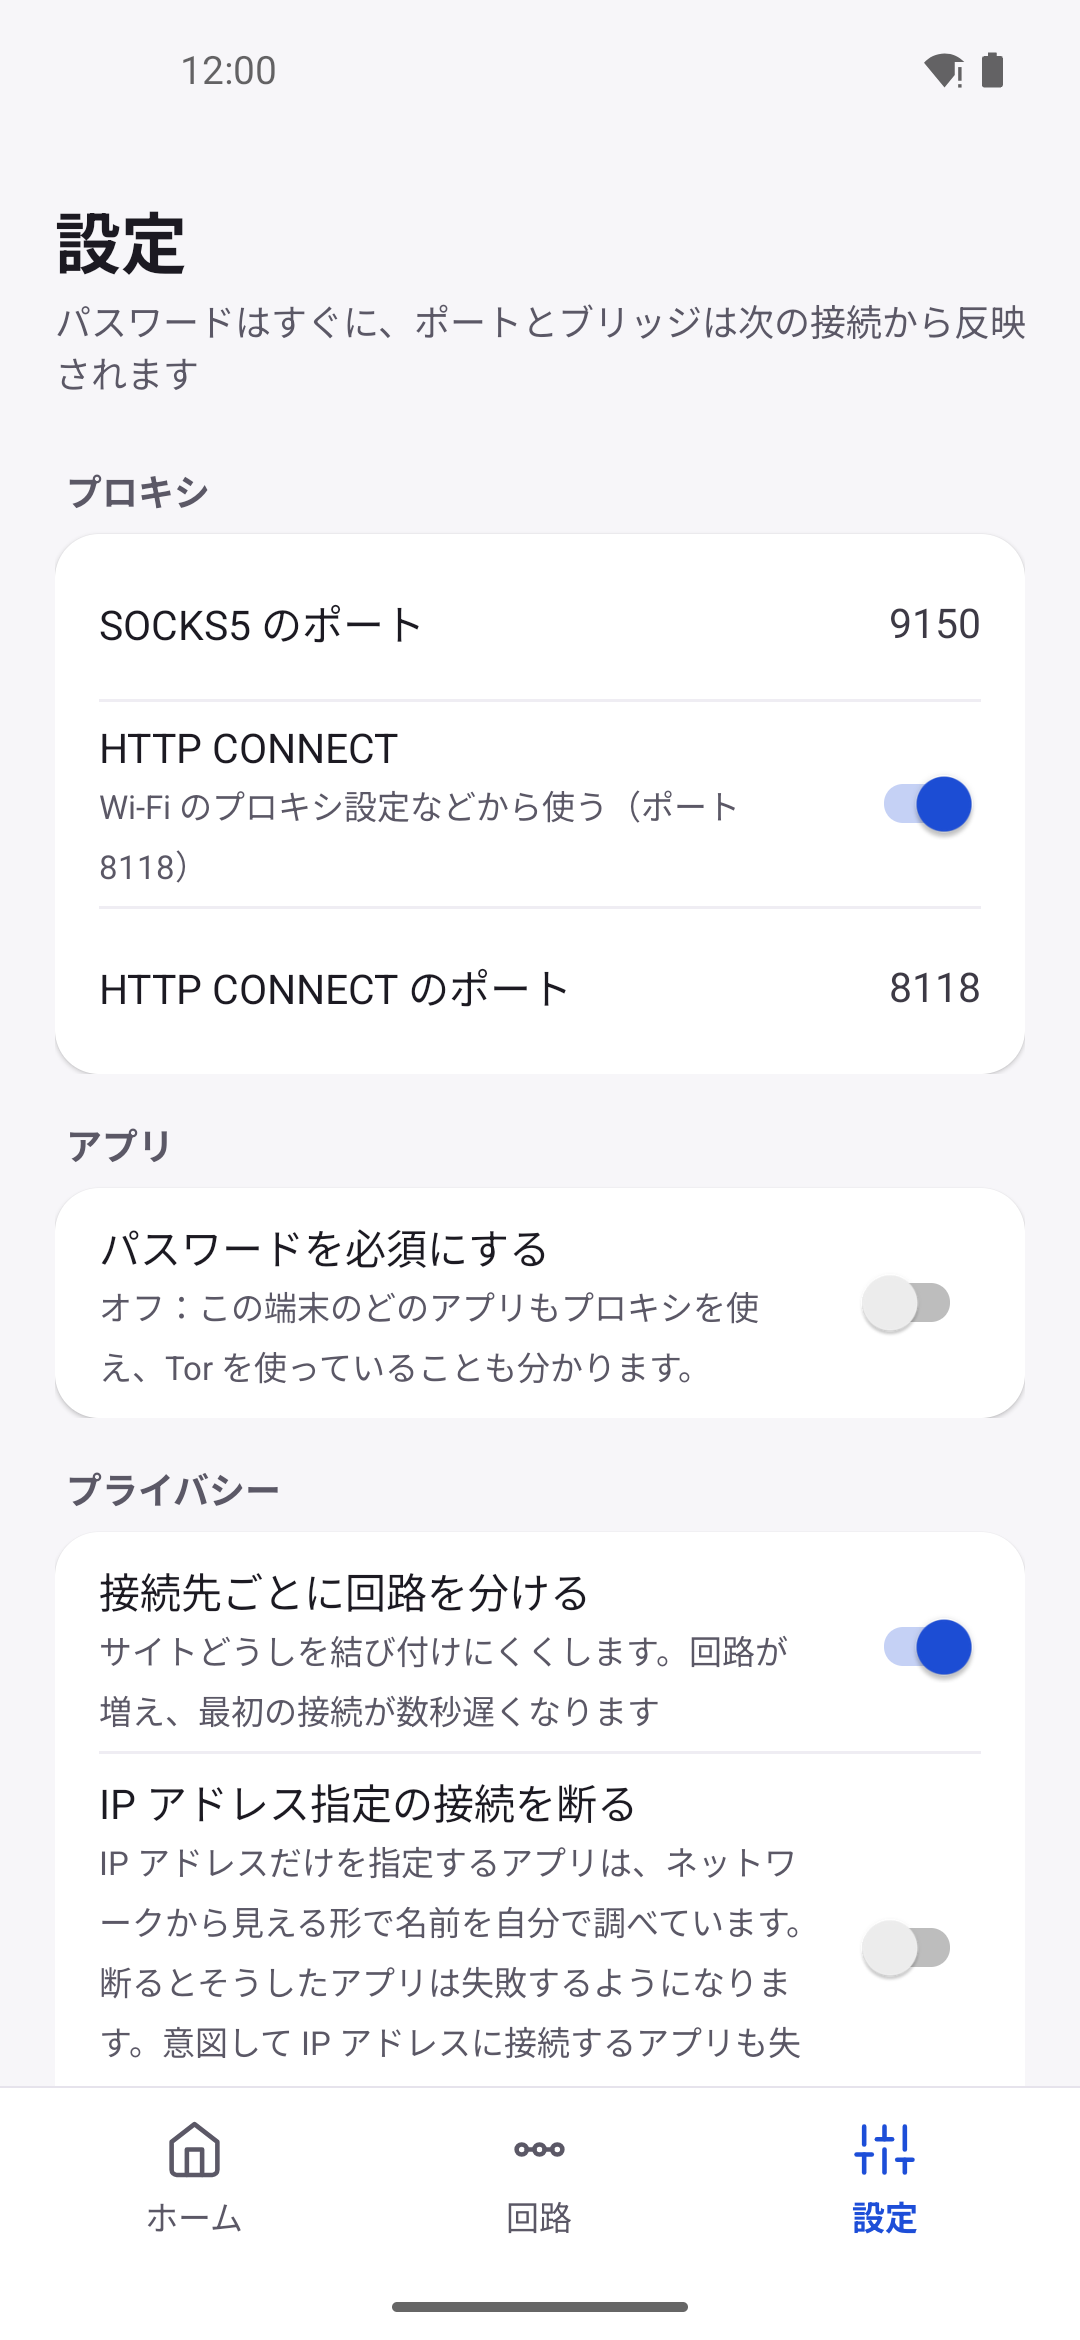 12:00
設定
パスワードはすぐに、ポートとブリッジは次の接続から反映
されます
プロキシ
SOCKS5 のポート 9150
HTTP CONNECT
Wi-Fi のプロキシ設定などから使う（ポート
8118）
HTTP CONNECT のポート 8118
アプリ
パスワードを必須にする
オフ：この端末のどのアプリもプロキシを使
え、Tor を使っていることも分かります。
プライバシー
接続先ごとに回路を分ける
サイトどうしを結び付けにくくします。回路が
増え、最初の接続が数秒遅くなります
IP アドレス指定の接続を断る
IP アドレスだけを指定するアプリは、ネットワ
ークから見える形で名前を自分で調べています。
断るとそうしたアプリは失敗するようになりま
す。意図して IP アドレスに接続するアプリも失
ホーム 回路 設定